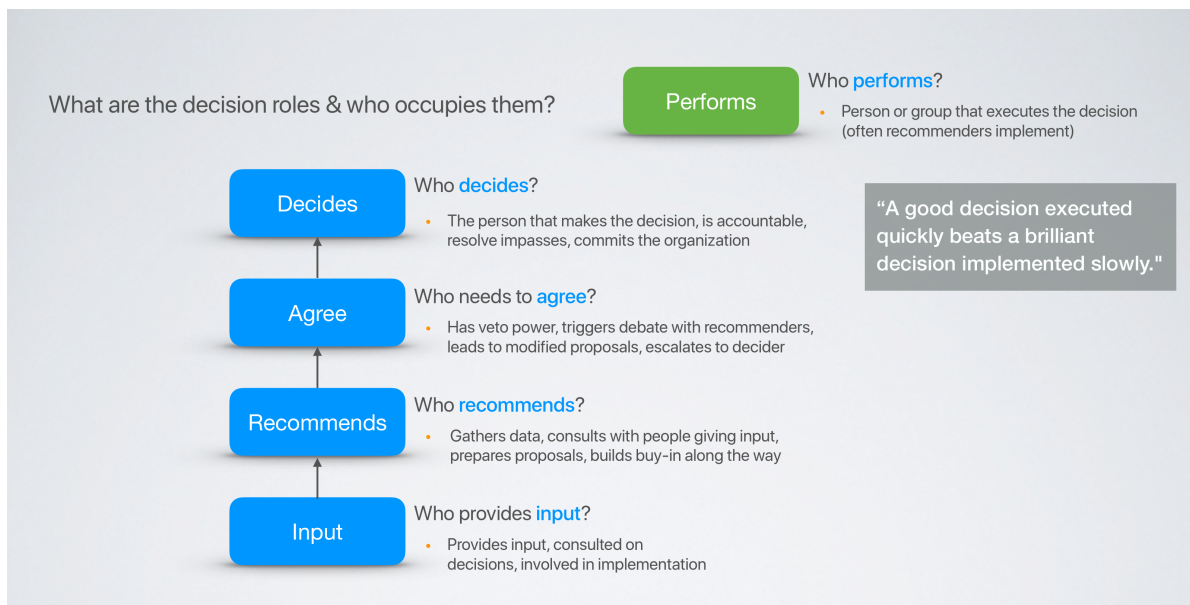 What are the decision roles & who occupies them?
Performs
Who performs?
• Person or group that executes the decision
(often recommenders implement)
Decides
Who decides?
• The person that makes the decision, is accountable,
resolve impasses, commits the organization
“A good decision executed
quickly beats a brilliant
decision implemented slowly."
Agree
Who needs to agree?
• Has veto power, triggers debate with recommenders,
leads to modified proposals, escalates to decider
Recommends
Who recommends?
• Gathers data, consults with people giving input,
prepares proposals, builds buy-in along the way
Input
Who provides input?
• Provides input, consulted on
decisions, involved in implementation